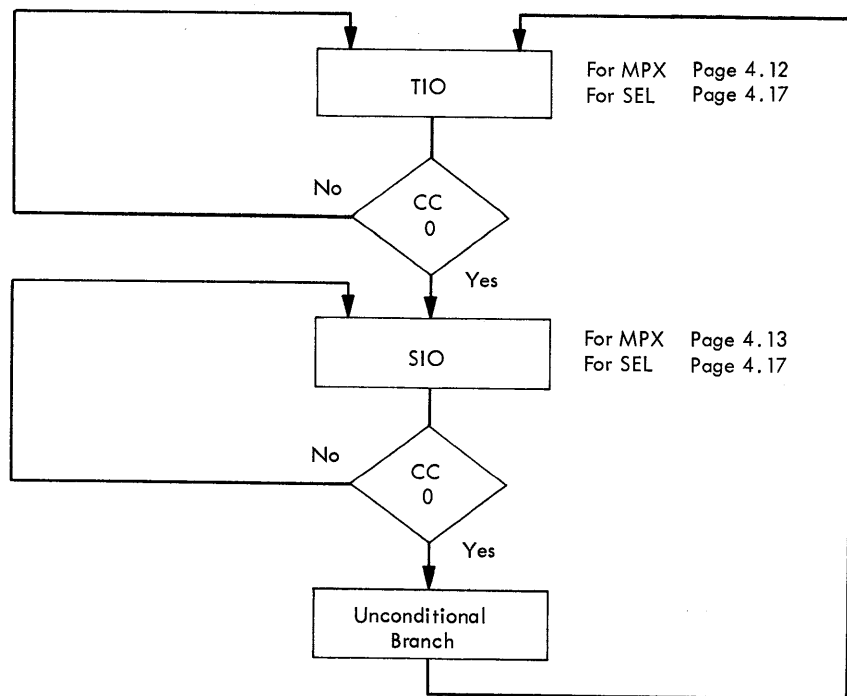 TIO
For MPX Page 4.12
For SEL Page 4.17
No
CC
0
Yes
SIO
For MPX Page 4.13
For SEL Page 4.17
No
CC
0
Yes
Unconditional
Branch